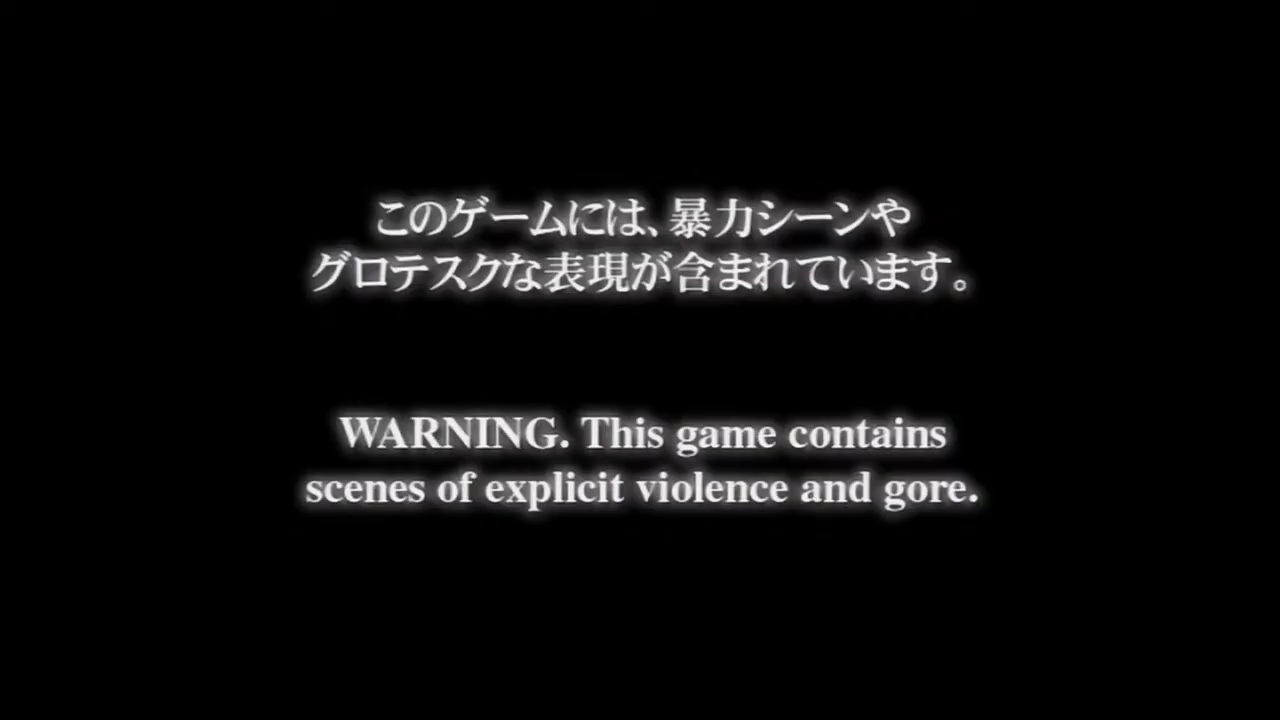 このゲームには、暴力シーンや
グロテスクな表現が含まれています。
WARNING. This game contains
scenes of explicit violence and gore.